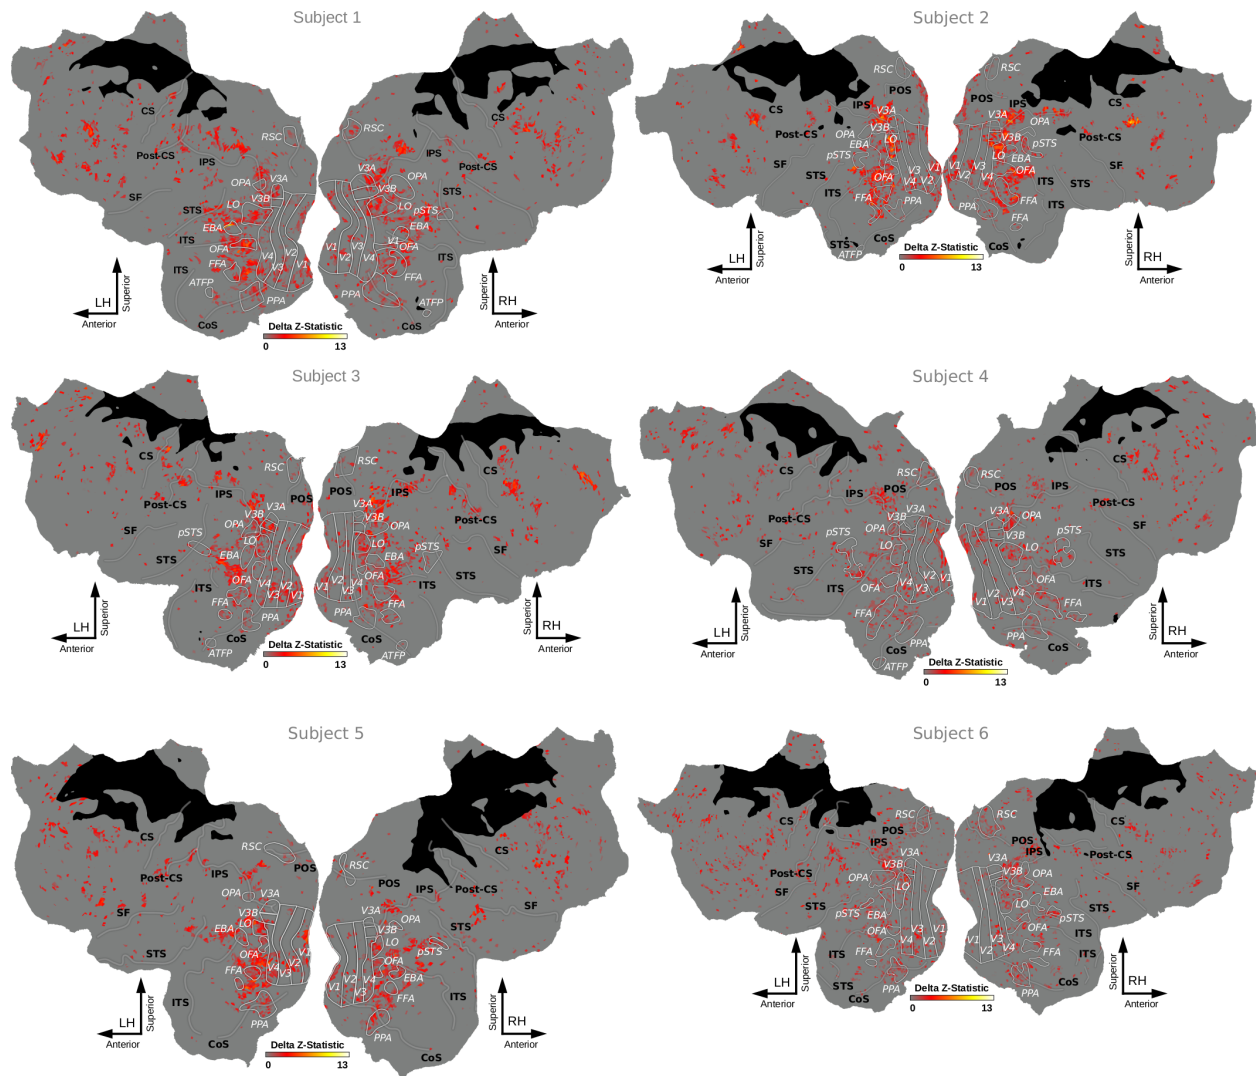 Subject 1
CS
CS
RSC
RSC
Post-CS
IPS
IPS
Post-CS
V3A
V3A
OPA
OPA
V3B
V3B
SF
STS
STS
LO
LO
pSTS
EBA
EBA
ITS
OFA
V1
OFA
V4
V3
V2
V1
V1
V2
V3
V4
ITS
ITS
FFA
FFA
ATFP
ATFP
PPA
PPA
CoS
CoS
LH
Superior
Anterior
RH
Superior
Anterior
Delta Z-Statistic
0 13
Subject 2
RSC
RSC
POS
POS
CS
CS
IPS
IPS
V3A
V3A
Post-CS
Post-CS
OPA
OPA
V3B
V3B
LO
LO
EBA
EBA
pSTS
pSTS
SF
SF
STS
STS
OFA
OFA
V4
V3
V2
V1
V1
V2
V3
V4
ITS
ITS
ITS
FFA
FFA
PPA
STS
CoS
CoS
ATFP
LH
Superior
Anterior
RH
Superior
Anterior
Delta Z-Statistic
0 13
Subject 3
CS
CS
RSC
RSC
IPS
IPS
POS
POS
Post-CS
Post-CS
V3A
V3A
V3B
V3B
OPA
OPA
SF
SF
LO
LO
pSTS
pSTS
STS
STS
EBA
EBA
ITS
ITS
OFA
OFA
V4
V3
V2
V1
V1
V2
V3
V4
FFA
FFA
PPA
PPA
CoS
CoS
ATFP
ATFP
LH
Superior
Anterior
RH
Superior
Anterior
Delta Z-Statistic
0 13
Subject 4
CS
CS
RSC
RSC
IPS
IPS
POS
POS
Post-CS
Post-CS
V3A
V3A
V3B
V3B
OPA
OPA
SF
SF
pSTS
pSTS
LO
LO
STS
STS
ITS
ITS
OFA
OFA
V4
V3
V2
V1
V1
V2
V3
V4
FFA
FFA
PPA
PPA
CoS
CoS
ATFP
LH
Superior
Anterior
RH
Superior
Anterior
Delta Z-Statistic
0 13
Subject 5
CS
CS
RSC
RSC
POS
POS
Post-CS
Post-CS
IPS
IPS
OPA
OPA
V3A
V3A
V3B
V3B
SF
SF
LO
LO
EBA
EBA
STS
STS
pSTS
OFA
OFA
V4
V3
V2
V1
V1
V2
V3
V4
FFA
FFA
ITS
ITS
PPA
PPA
CoS
CoS
LH
Superior
Anterior
RH
Superior
Anterior
Delta Z-Statistic
0 13
Subject 6
CS
CS
RSC
RSC
POS
POS
IPS
IPS
V3A
V3A
Post-CS
Post-CS
V3B
V3B
OPA
OPA
SF
SF
LO
LO
EBA
EBA
STS
STS
pSTS
pSTS
OFA
OFA
V4
V3
V2
V1
V1
V2
V3
V4
ITS
ITS
ITS
FFA
FFA
PPA
PPA
STS
CoS
CoS
LH
Superior
Anterior
RH
Superior
Anterior
Delta Z-Statistic
0 13